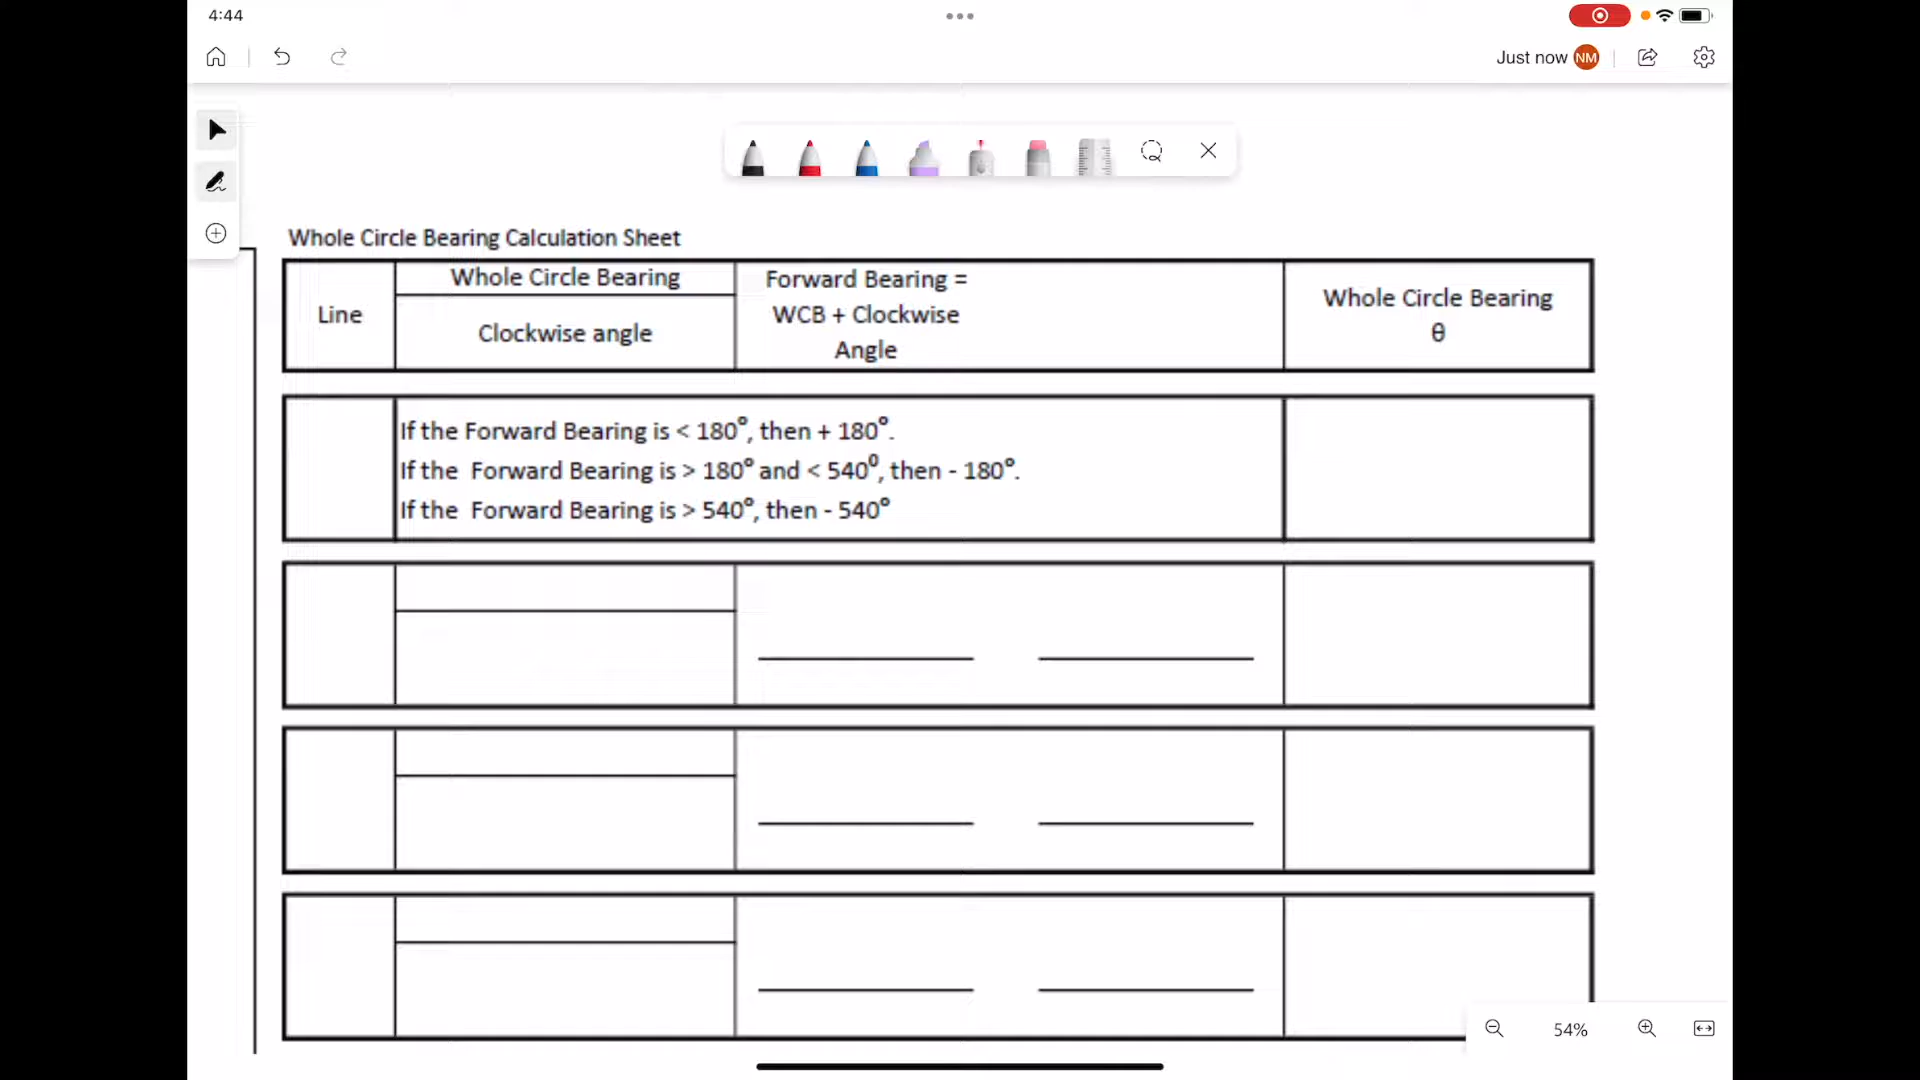 4:44
Just now NM
Whole Circle Bearing Calculation Sheet
Line
Whole Circle Bearing
Clockwise angle
Forward Bearing =
WCB + Clockwise
Angle
Whole Circle Bearing
θ
If the Forward Bearing is < 180°, then + 180°.
If the Forward Bearing is > 180° and < 540⁰, then - 180°.
If the Forward Bearing is > 540°, then - 540°
54%